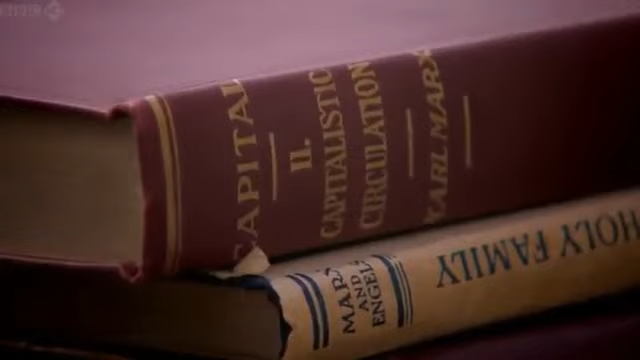 CAPITAL
II.
CAPITALISTIC
CIRCULATION
KARL MARX
MARX
AND
ENGELS
HOLY FAMILY